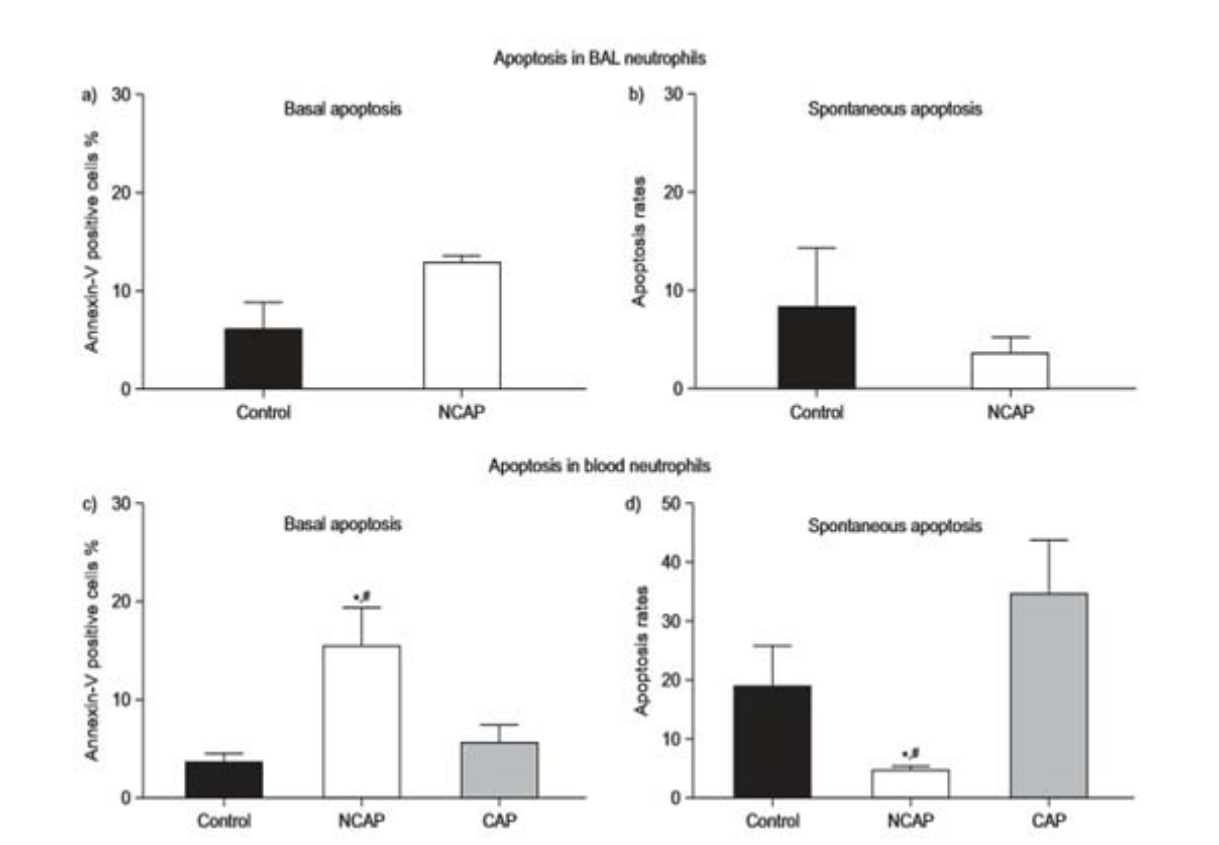 Apoptosis in BAL neutrophils
a)
Basal apoptosis
Annexin-V positive cells %
30
20
10
0
Control
NCAP
b)
Spontaneous apoptosis
Apoptosis rates
30
20
10
0
Control
NCAP
Apoptosis in blood neutrophils
c)
Basal apoptosis
Annexin-V positive cells %
30
20
10
0
*,#
Control
NCAP
CAP
d)
Spontaneous apoptosis
Apoptosis rates
50
40
30
20
10
0
*,#
Control
NCAP
CAP